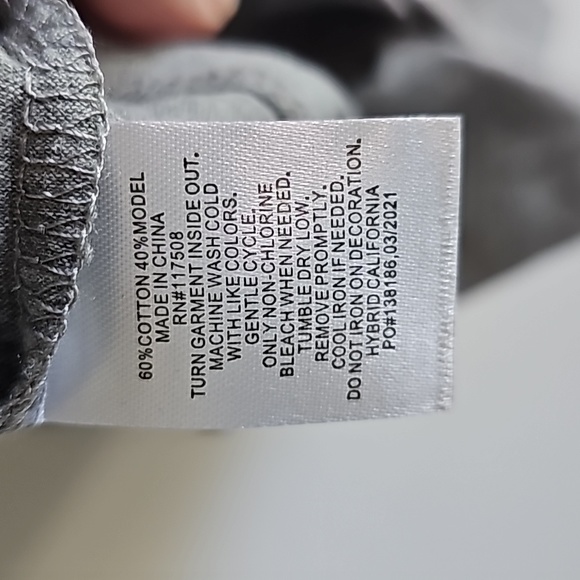 60%COTTON 40%MODEL
MADE IN CHINA
RN#117508
TURN GARMENT INSIDE OUT.
MACHINE WASH COLD
WITH LIKE COLORS.
GENTLE CYCLE.
ONLY NON-CHLORINE
BLEACH WHEN NEEDED.
TUMBLE DRY LOW.
REMOVE PROMPTLY.
COOL IRON IF NEEDED.
DO NOT IRON ON DECORATION.
HYBRID CALIFORNIA
PO#138186,03/2021